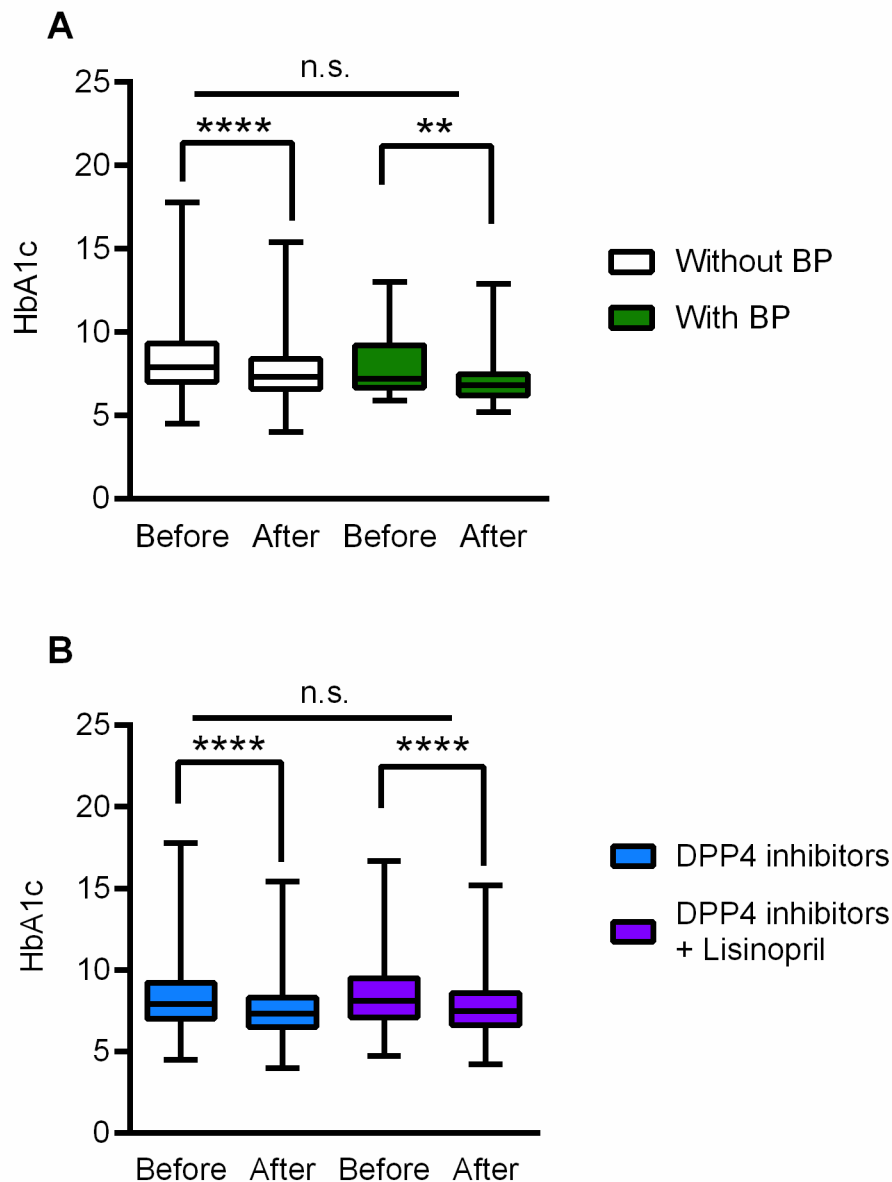 A
n.s.
25
**** **
20
15
10
5
0
HbA1c
Without BP
With BP
Before After Before After
B
n.s.
25
**** ****
20
15
10
5
0
HbA1c
DPP4 inhibitors
DPP4 inhibitors
+ Lisinopril
Before After Before After